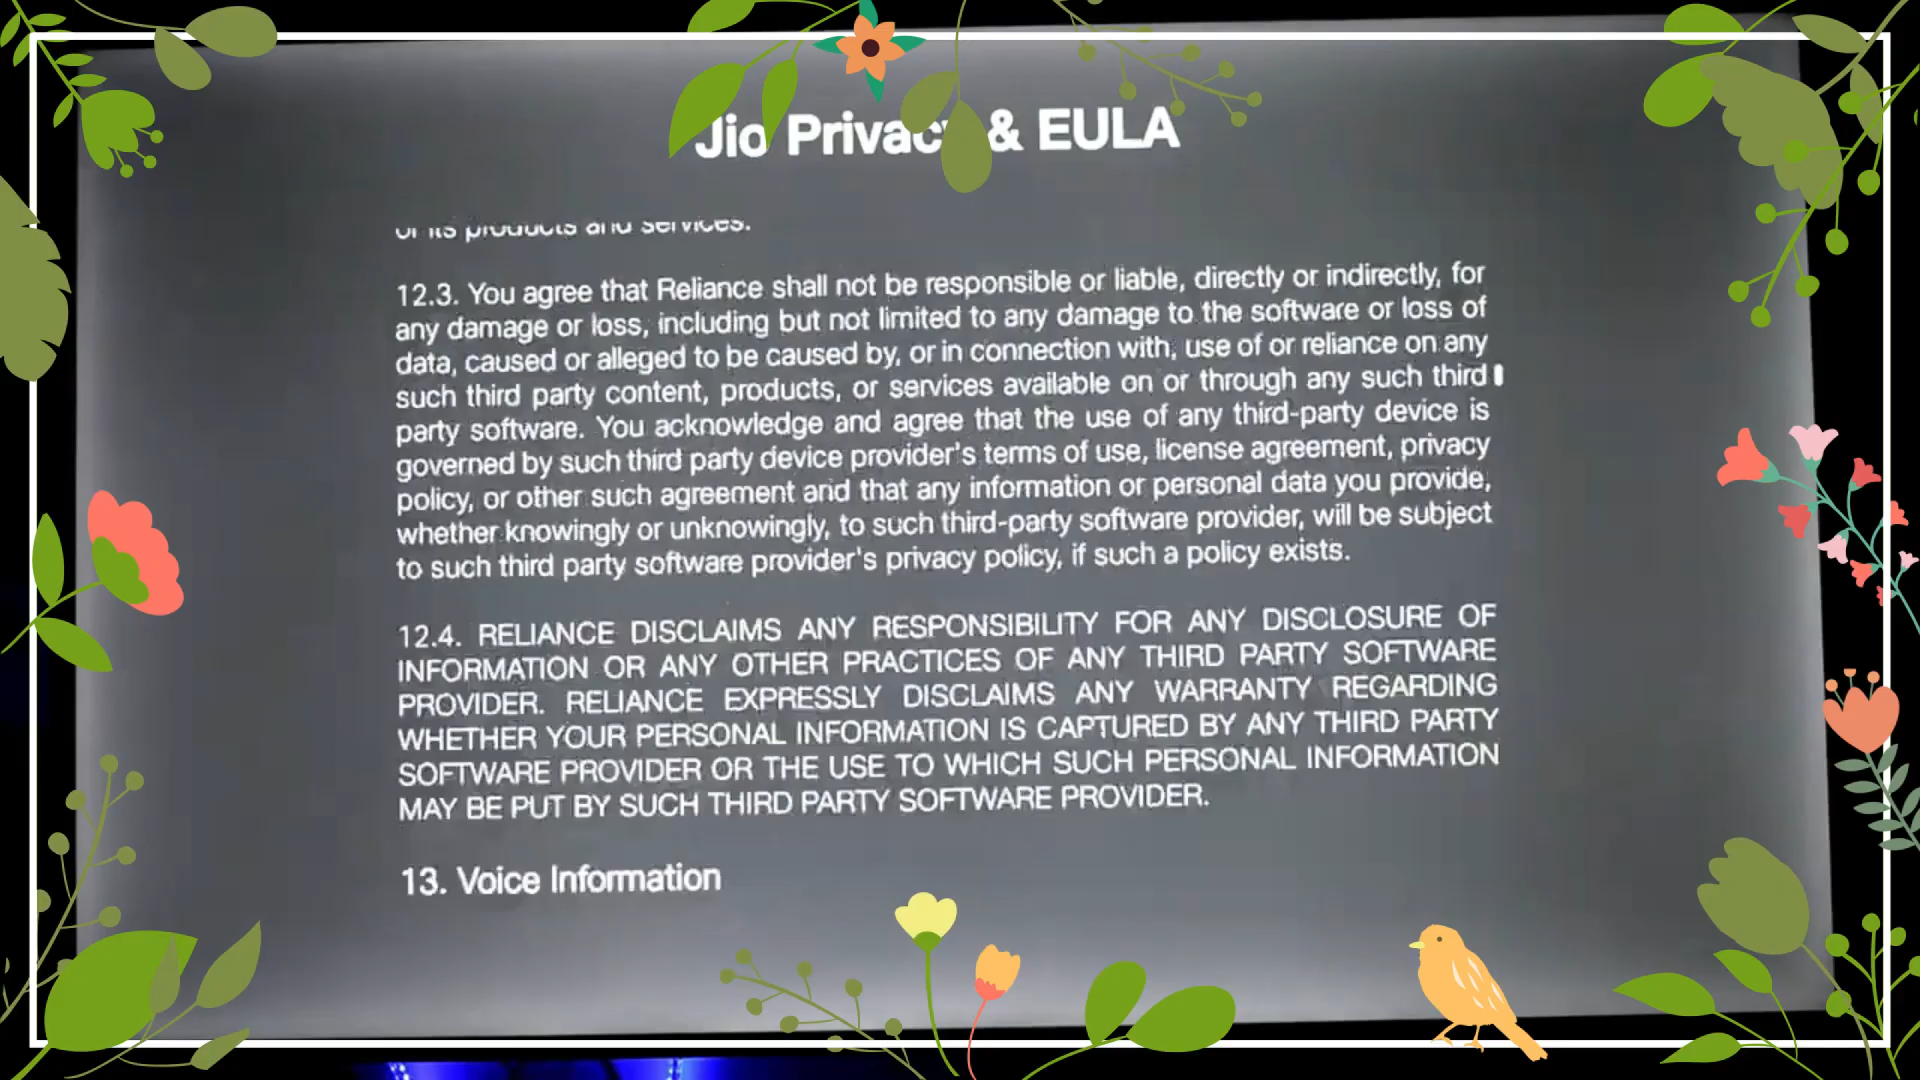 Jio Privacy & EULA
of its products and services.
12.3. You agree that Reliance shall not be responsible or liable, directly or indirectly, for
any damage or loss, including but not limited to any damage to the software or loss of
data, caused or alleged to be caused by, or in connection with, use of or reliance on any
such third party content, products, or services available on or through any such third
party software. You acknowledge and agree that the use of any third-party device is
governed by such third party device provider's terms of use, license agreement, privacy
policy, or other such agreement and that any information or personal data you provide,
whether knowingly or unknowingly, to such third-party software provider, will be subject
to such third party software provider's privacy policy, if such a policy exists.
12.4. RELIANCE DISCLAIMS ANY RESPONSIBILITY FOR ANY DISCLOSURE OF
INFORMATION OR ANY OTHER PRACTICES OF ANY THIRD PARTY SOFTWARE
PROVIDER. RELIANCE EXPRESSLY DISCLAIMS ANY WARRANTY REGARDING
WHETHER YOUR PERSONAL INFORMATION IS CAPTURED BY ANY THIRD PARTY
SOFTWARE PROVIDER OR THE USE TO WHICH SUCH PERSONAL INFORMATION
MAY BE PUT BY SUCH THIRD PARTY SOFTWARE PROVIDER.
13. Voice Information